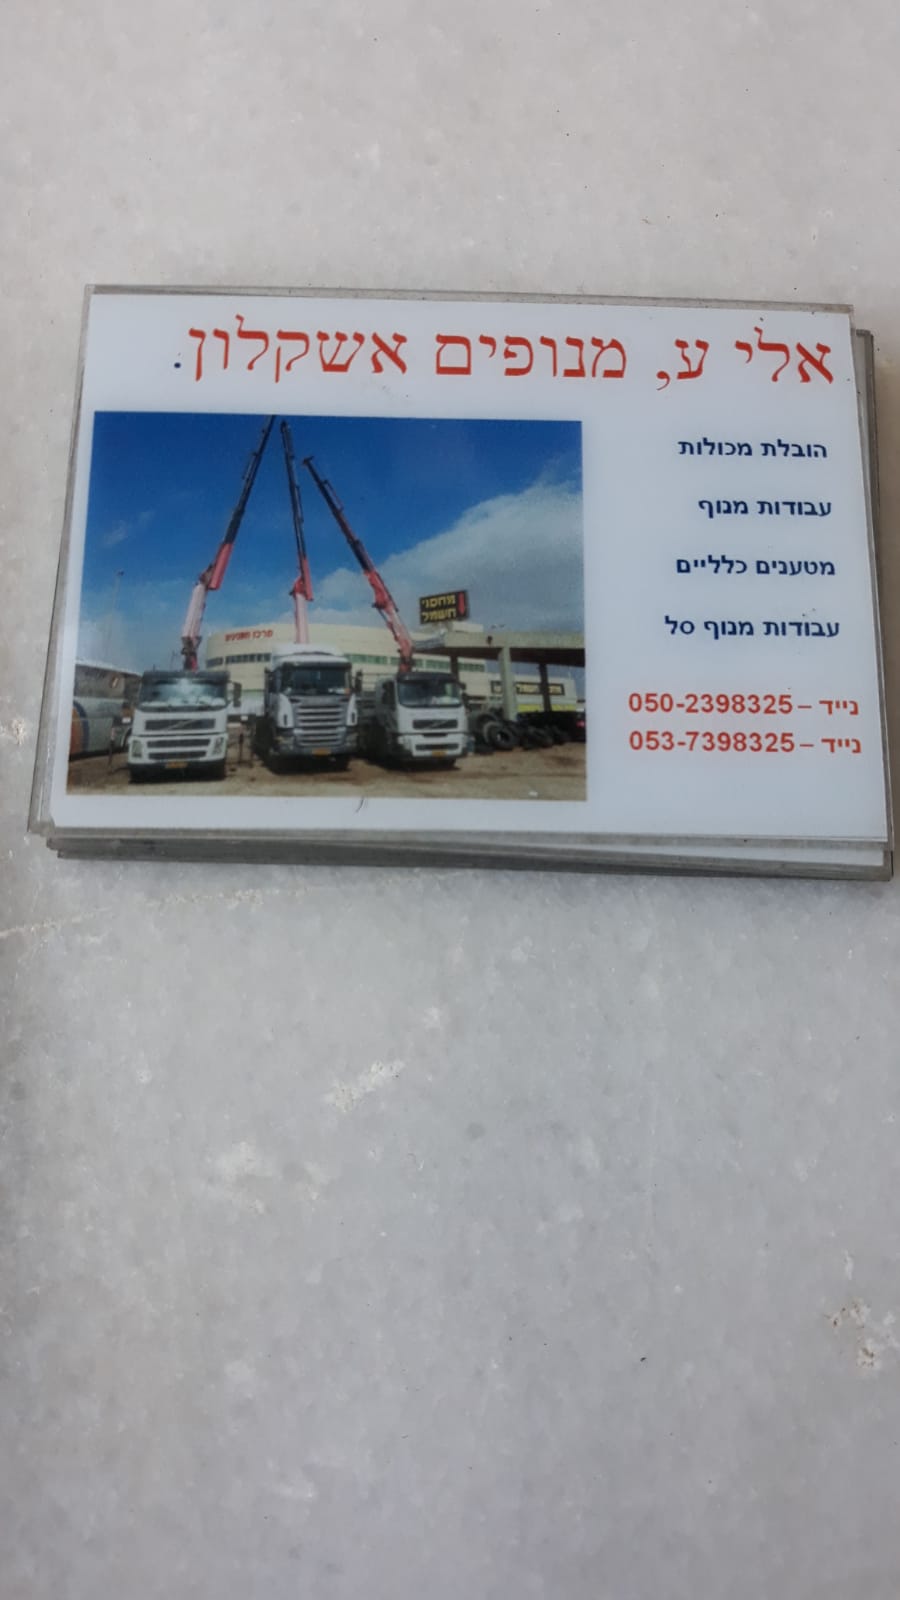 אלי ע, מנופים אשקלון.
הובלת מכולות
עבודות מנוף
מטענים כלליים
עבודות מנוף סל
נייד – 050-2398325
נייד – 053-7398325
מחסני
חשמל